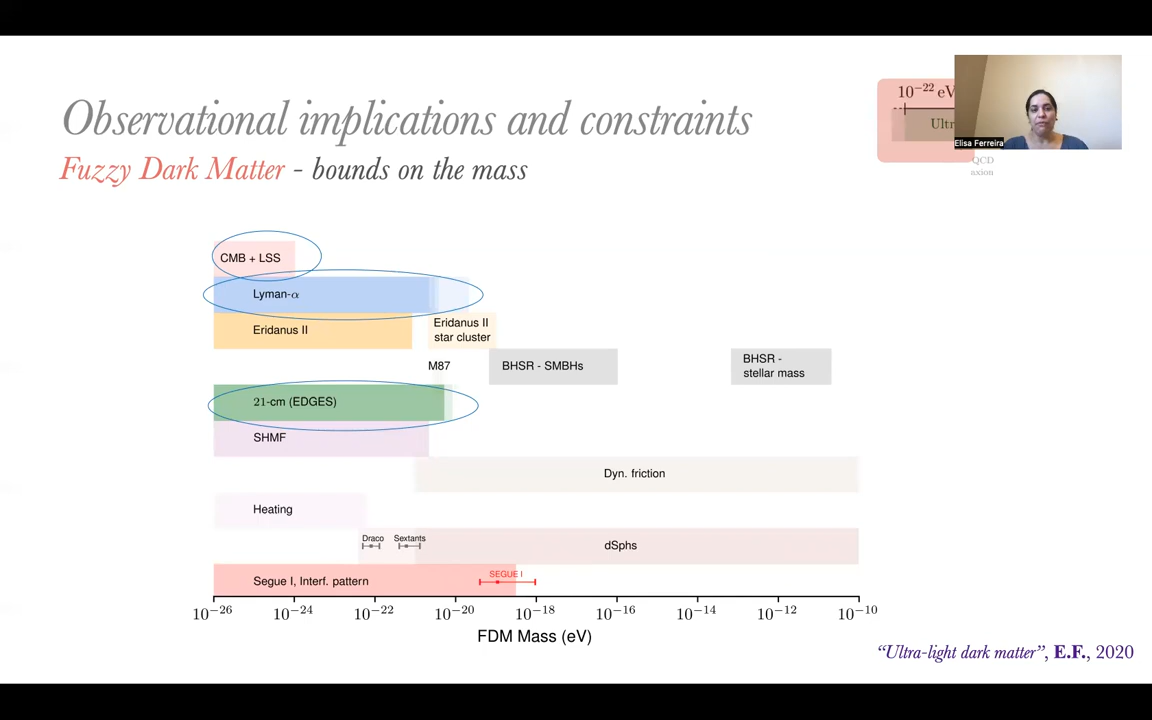 Observational implications and constraints
Fuzzy Dark Matter - bounds on the mass
10−22 eV
Ultr
Elisa Ferreira
QCD
axion
CMB + LSS
Lyman-α
Eridanus II
Eridanus II
star cluster
M87
BHSR - SMBHs
BHSR -
stellar mass
21-cm (EDGES)
SHMF
Dyn. friction
Heating
Draco
Sextants
dSphs
Segue I, Interf. pattern
SEGUE I
10−26 10−24 10−22 10−20 10−18 10−16 10−14 10−12 10−10
FDM Mass (eV)
“Ultra-light dark matter”, E.F., 2020